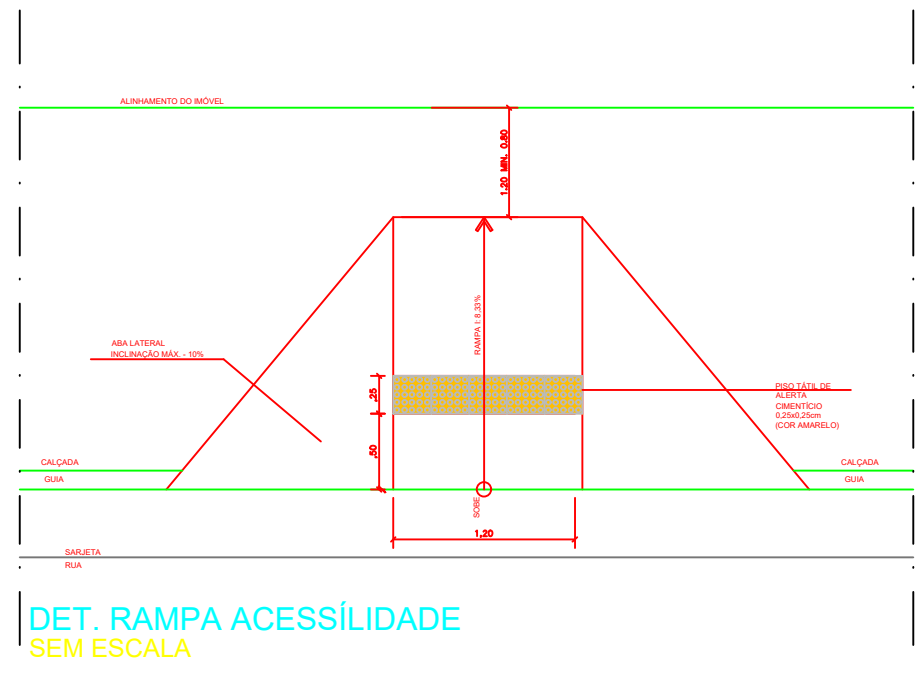 ALINHAMENTO DO IMÓVEL
1.20 MIN. 0.80
RAMPA I: 8,33%
ABA LATERAL
INCLINAÇÃO MÁX. - 10%
,25
PISO TÁTIL DE
ALERTA
CIMENTÍCIO
0,25x0,25cm
(COR AMARELO)
,50
CALÇADA
CALÇADA
GUIA
GUIA
SOBE
1,20
SARJETA
RUA
DET. RAMPA ACESSÍLIDADE
SEM ESCALA